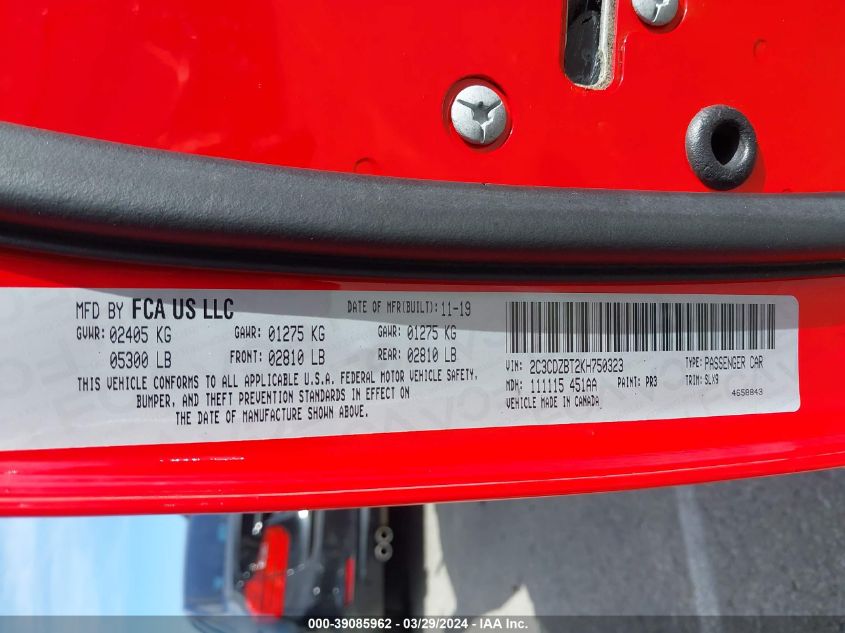 MFD BY FCA US LLC DATE OF MFR(BUILT): 11-19
GVWR: 02405 KG GAWR: 01275 KG GAWR: 01275 KG
05300 LB FRONT: 02810 LB REAR: 02810 LB
THIS VEHICLE CONFORMS TO ALL APPLICABLE U.S.A. FEDERAL MOTOR VEHICLE SAFETY,
BUMPER, AND THEFT PREVENTION STANDARDS IN EFFECT ON
THE DATE OF MANUFACTURE SHOWN ABOVE.
VIN: 2C3CDZBT2KH750323 TYPE: PASSENGER CAR
MDH: 111115 451AA PAINT: PR3 TRIM: SLX9
VEHICLE MADE IN CANADA 4658843
000-39085962 / 03/29/2024 / IAA Inc.